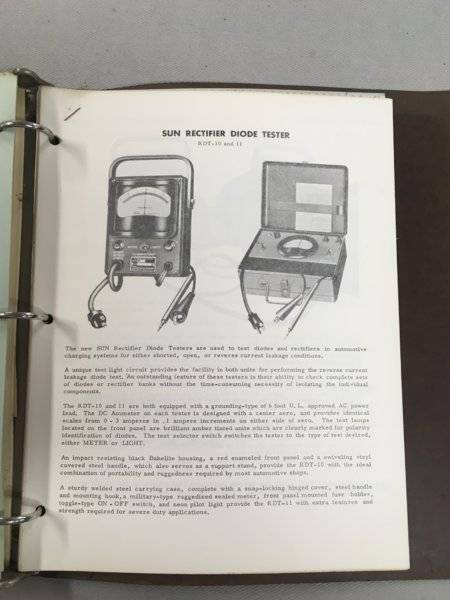 SUN RECTIFIER DIODE TESTER
RDT-10 and 11
The new SUN Rectifier Diode Testers are used to test diodes and rectifiers in automotive
charging systems for either shorted, open, or reverse current leakage conditions.
A unique test light circuit provides the facility in both units for performing the reverse current
leakage diode test. An outstanding feature of these testers is their ability to check complete sets
of diodes or rectifier banks without the time-consuming necessity of isolating the individual
components.
The RDT-10 and 11 are both equipped with a grounding-type of 6 foot U. L. approved AC power
lead. The DC Ammeter on each tester is designed with a center zero, and provides identical
scales from 0 - 3 amperes in .1 ampere increments on either side of zero. The test lamps
located on the front panel are brilliant amber tinted units which are clearly marked for polarity
identification of diodes. The test selector switch switches the tester to the type of test desired,
either METER or LIGHT.
An impact resisting black Bakelite housing, a red enameled front panel and a swiveling vinyl
covered steel handle, which also serves as a support stand, provide the RDT-10 with the ideal
combination of portability and ruggedness required by most automotive shops.
A sturdy welded steel carrying case, complete with a snap-locking hinged cover, steel handle
and mounting hook, a military-type ruggedized sealed meter, front panel mounted fuse holder,
toggle-type ON - OFF switch, and neon pilot light provide the RDT-11 with extra features and
strength required for severe duty applications.